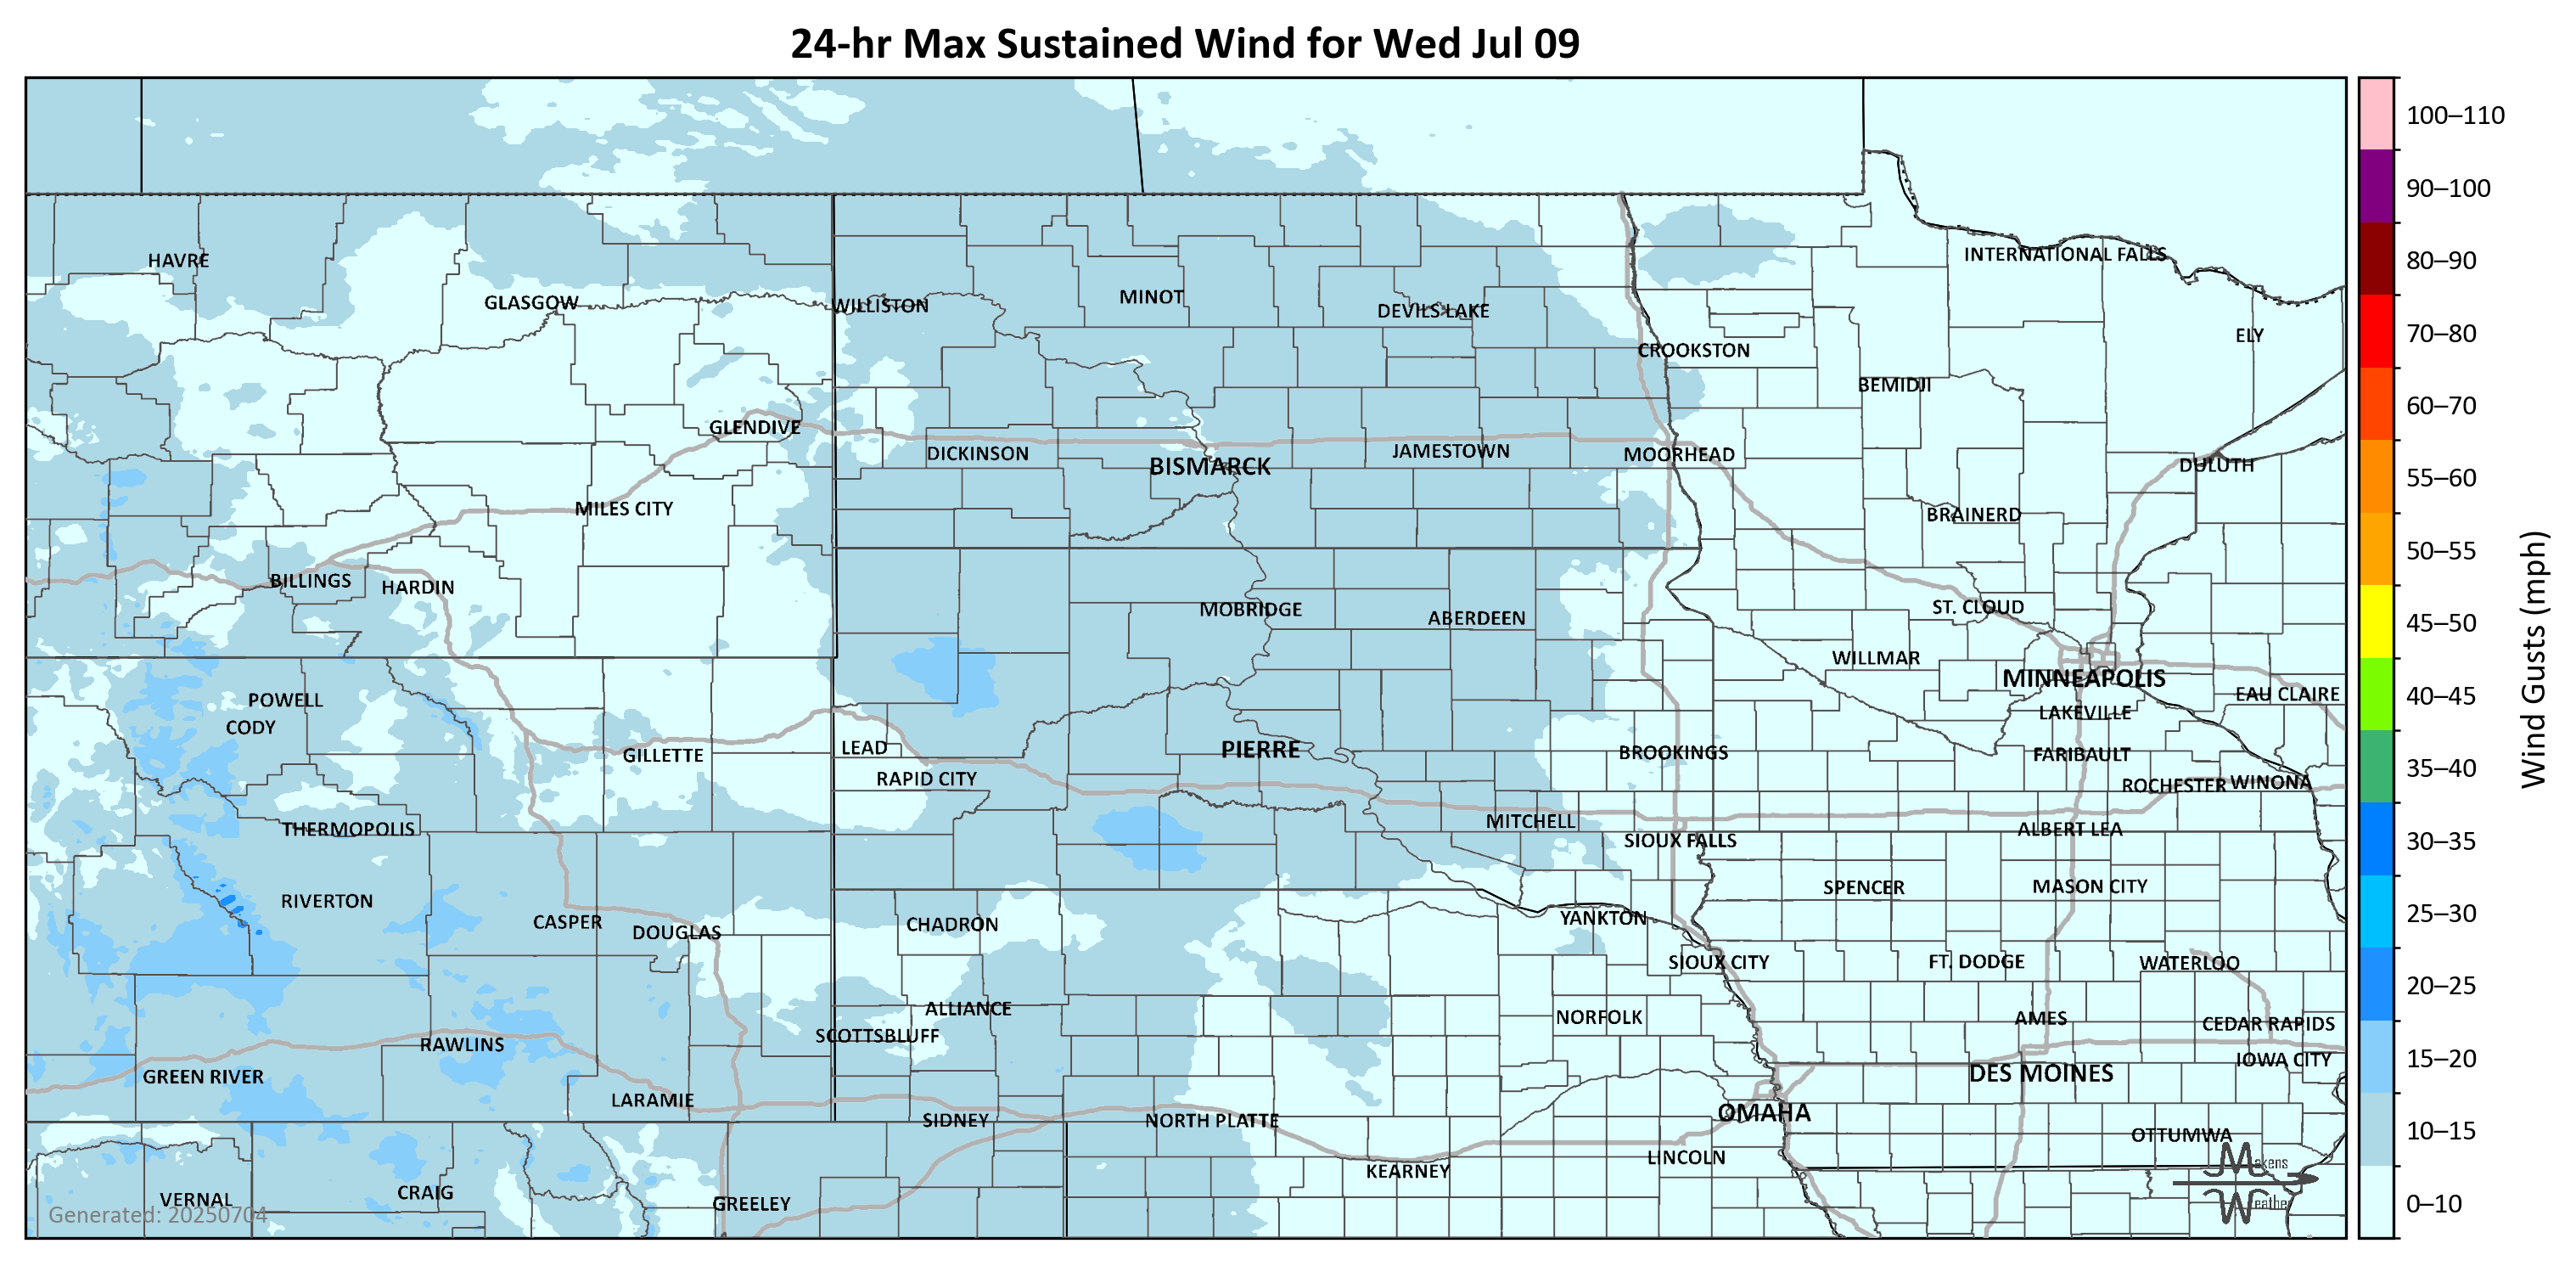 24-hr Max Sustained Wind for Wed Jul 09
100–110
90–100
80–90
70–80
60–70
55–60
50–55
45–50
40–45
35–40
30–35
25–30
20–25
15–20
10–15
0–10
Wind Gusts (mph)
HAVRE
GLASGOW
WILLISTON
MINOT
DEVILS LAKE
INTERNATIONAL FALLS
ELY
CROOKSTON
BEMIDJI
GLENDIVE
DICKINSON
BISMARCK
JAMESTOWN
MOORHEAD
DULUTH
MILES CITY
BRAINERD
BILLINGS
HARDIN
MOBRIDGE
ABERDEEN
ST. CLOUD
WILLMAR
MINNEAPOLIS
EAU CLAIRE
POWELL
CODY
LAKEVILLE
GILLETTE
LEAD
RAPID CITY
PIERRE
BROOKINGS
FARIBAULT
ROCHESTER
WINONA
THERMOPOLIS
MITCHELL
SIOUX FALLS
ALBERT LEA
RIVERTON
CASPER
DOUGLAS
CHADRON
YANKTON
SPENCER
MASON CITY
SIOUX CITY
FT. DODGE
WATERLOO
ALLIANCE
SCOTTSBLUFF
NORFOLK
AMES
CEDAR RAPIDS
RAWLINS
GREEN RIVER
IOWA CITY
DES MOINES
LARAMIE
SIDNEY
NORTH PLATTE
OMAHA
OTTUMWA
KEARNEY
LINCOLN
VERNAL
CRAIG
GREELEY
Generated: 20250704
Makens
Weather